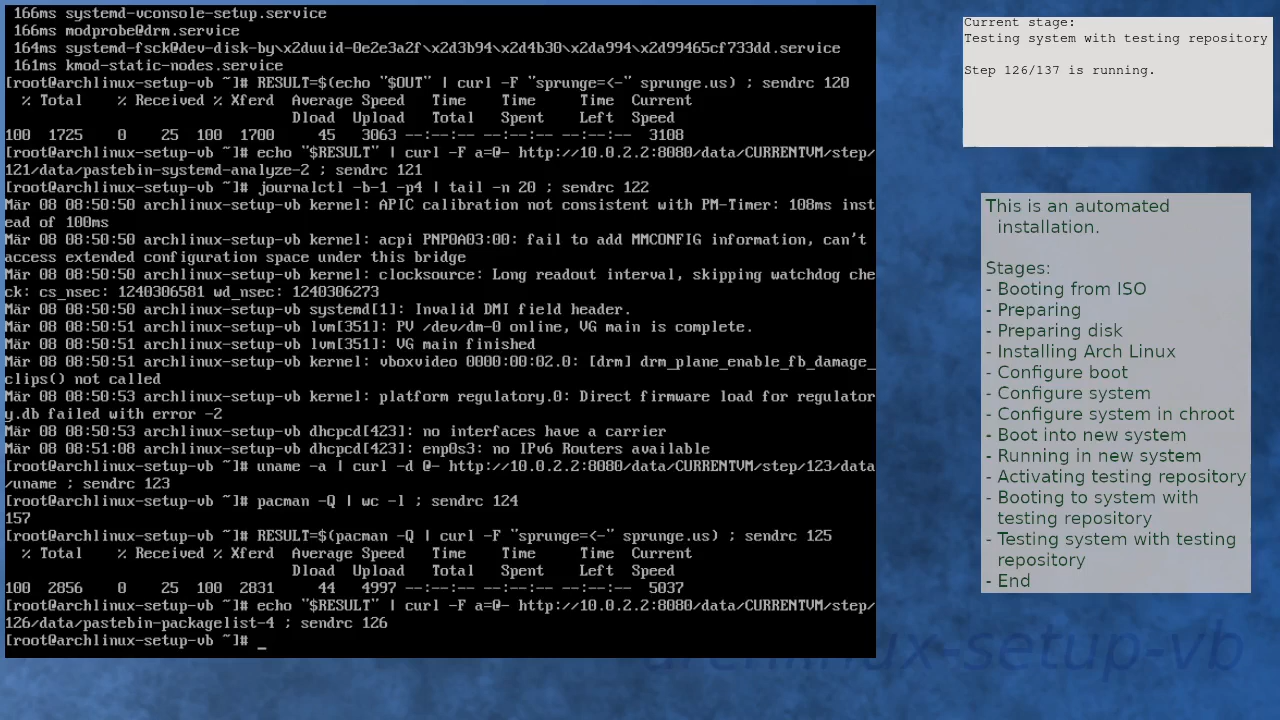 166ms systemd-vconsole-setup.service
 166ms modprobe@drm.service
 164ms systemd-fsck@dev-disk-by\x2duuid-0e2e3a2f\x2d3b94\x2d4b30\x2da994\x2d99465cf733dd.service
 161ms kmod-static-nodes.service
[root@archlinux-setup-vb ~]# RESULT=$(echo "$OUT" | curl -F "sprunge=<-" sprunge.us) ; sendrc 120
  % Total    % Received % Xferd  Average Speed   Time    Time     Time  Current
                                 Dload  Upload   Total   Spent    Left  Speed
100  1725    0    25  100  1700     45   3063 --:--:-- --:--:-- --:--:--  3108
[root@archlinux-setup-vb ~]# echo "$RESULT" | curl -F a=@- http://10.0.2.2:8080/data/CURRENTVM/step/
121/data/pastebin-systemd-analyze-2 ; sendrc 121
[root@archlinux-setup-vb ~]# journalctl -b-1 -p4 | tail -n 20 ; sendrc 122
Mär 08 08:50:50 archlinux-setup-vb kernel: APIC calibration not consistent with PM-Timer: 108ms inst
ead of 100ms
Mär 08 08:50:50 archlinux-setup-vb kernel: acpi PNP0A03:00: fail to add MMCONFIG information, can't 
access extended configuration space under this bridge
Mär 08 08:50:50 archlinux-setup-vb kernel: clocksource: Long readout interval, skipping watchdog che
ck: cs_nsec: 1240306581 wd_nsec: 1240306273
Mär 08 08:50:50 archlinux-setup-vb systemd[1]: Invalid DMI field header.
Mär 08 08:50:51 archlinux-setup-vb lvm[351]: PV /dev/dm-0 online, VG main is complete.
Mär 08 08:50:51 archlinux-setup-vb lvm[351]: VG main finished
Mär 08 08:50:51 archlinux-setup-vb kernel: vboxvideo 0000:00:02.0: [drm] drm_plane_enable_fb_damage_
clips() not called
Mär 08 08:50:53 archlinux-setup-vb kernel: platform regulatory.0: Direct firmware load for regulator
y.db failed with error -2
Mär 08 08:50:53 archlinux-setup-vb dhcpcd[423]: no interfaces have a carrier
Mär 08 08:51:08 archlinux-setup-vb dhcpcd[423]: enp0s3: no IPv6 Routers available
[root@archlinux-setup-vb ~]# uname -a | curl -d @- http://10.0.2.2:8080/data/CURRENTVM/step/123/data
/uname ; sendrc 123
[root@archlinux-setup-vb ~]# pacman -Q | wc -l ; sendrc 124
157
[root@archlinux-setup-vb ~]# RESULT=$(pacman -Q | curl -F "sprunge=<-" sprunge.us) ; sendrc 125
  % Total    % Received % Xferd  Average Speed   Time    Time     Time  Current
                                 Dload  Upload   Total   Spent    Left  Speed
100  2856    0    25  100  2831     44   4997 --:--:-- --:--:-- --:--:--  5037
[root@archlinux-setup-vb ~]# echo "$RESULT" | curl -F a=@- http://10.0.2.2:8080/data/CURRENTVM/step/
126/data/pastebin-packagelist-4 ; sendrc 126
[root@archlinux-setup-vb ~]# _
Current stage:
Testing system with testing repository
Step 126/137 is running.
This is an automated
installation.
Stages:
- Booting from ISO
- Preparing
- Preparing disk
- Installing Arch Linux
- Configure boot
- Configure system
- Configure system in chroot
- Boot into new system
- Running in new system
- Activating testing repository
- Booting to system with
testing repository
- Testing system with testing
repository
- End
archlinux-setup-vb